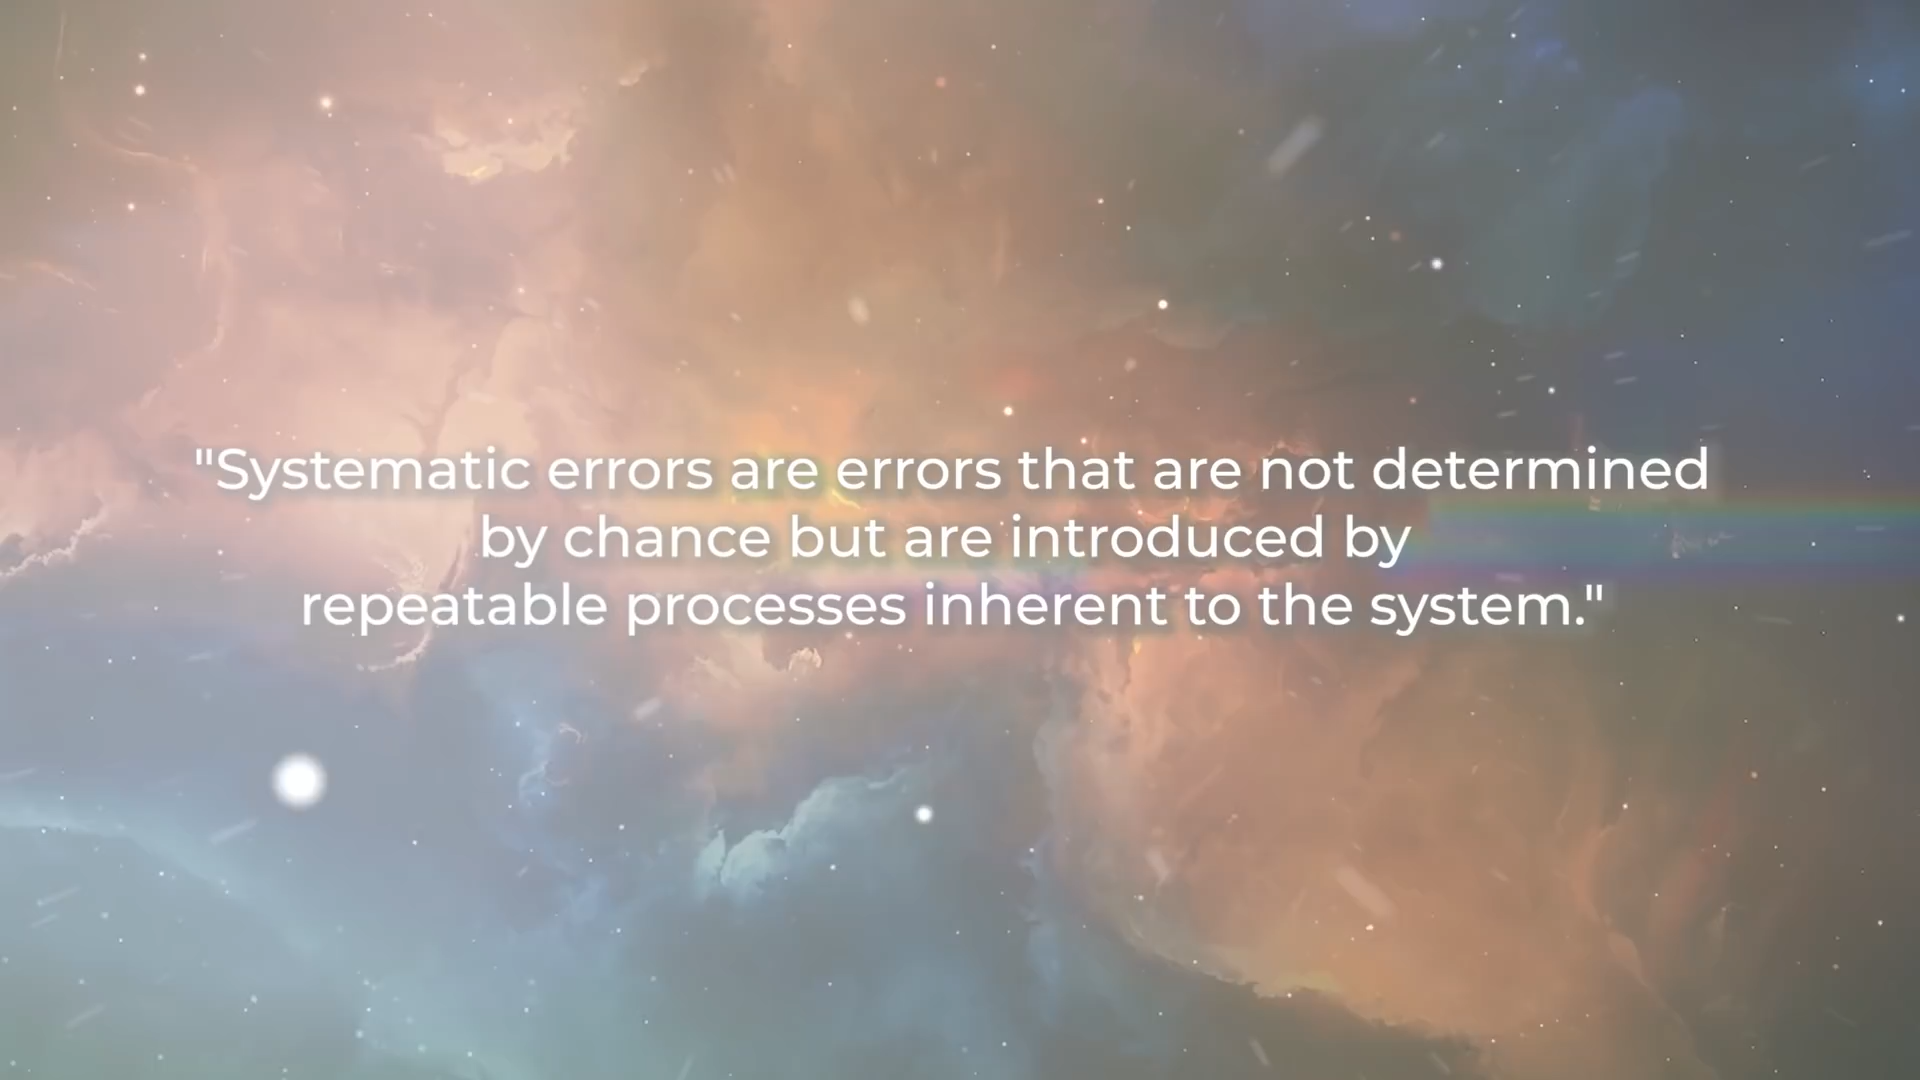 "Systematic errors are errors that are not determined
by chance but are introduced by
repeatable processes inherent to the system."